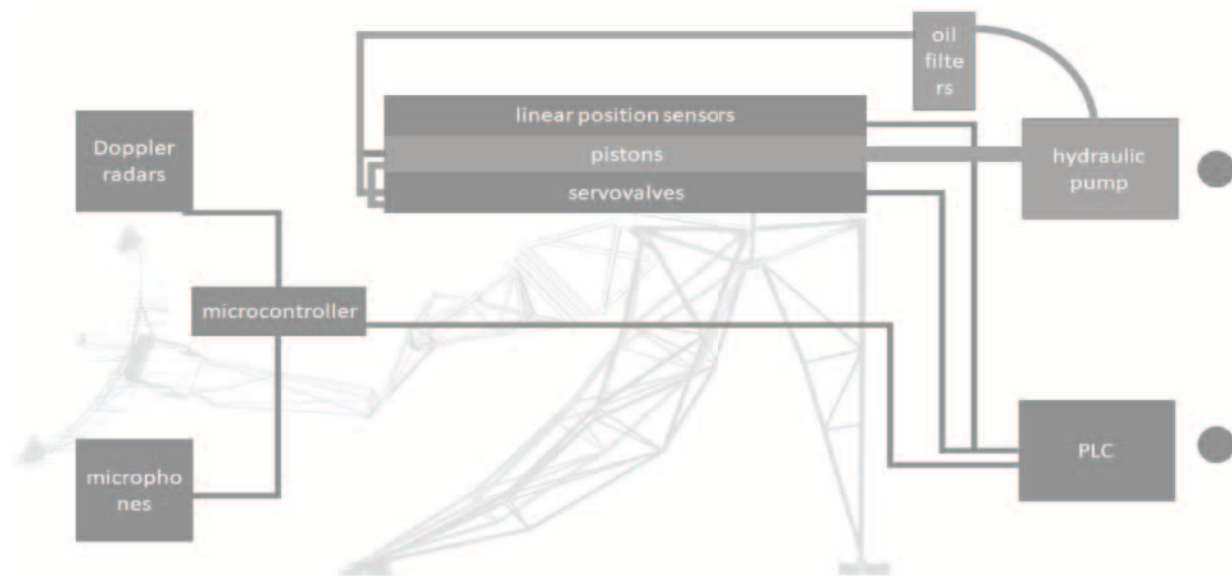 oil
filte
rs
linear position sensors
Doppler
radars
pistons
hydraulic
pump
servovalves
microcontroller
PLC
micropho
nes